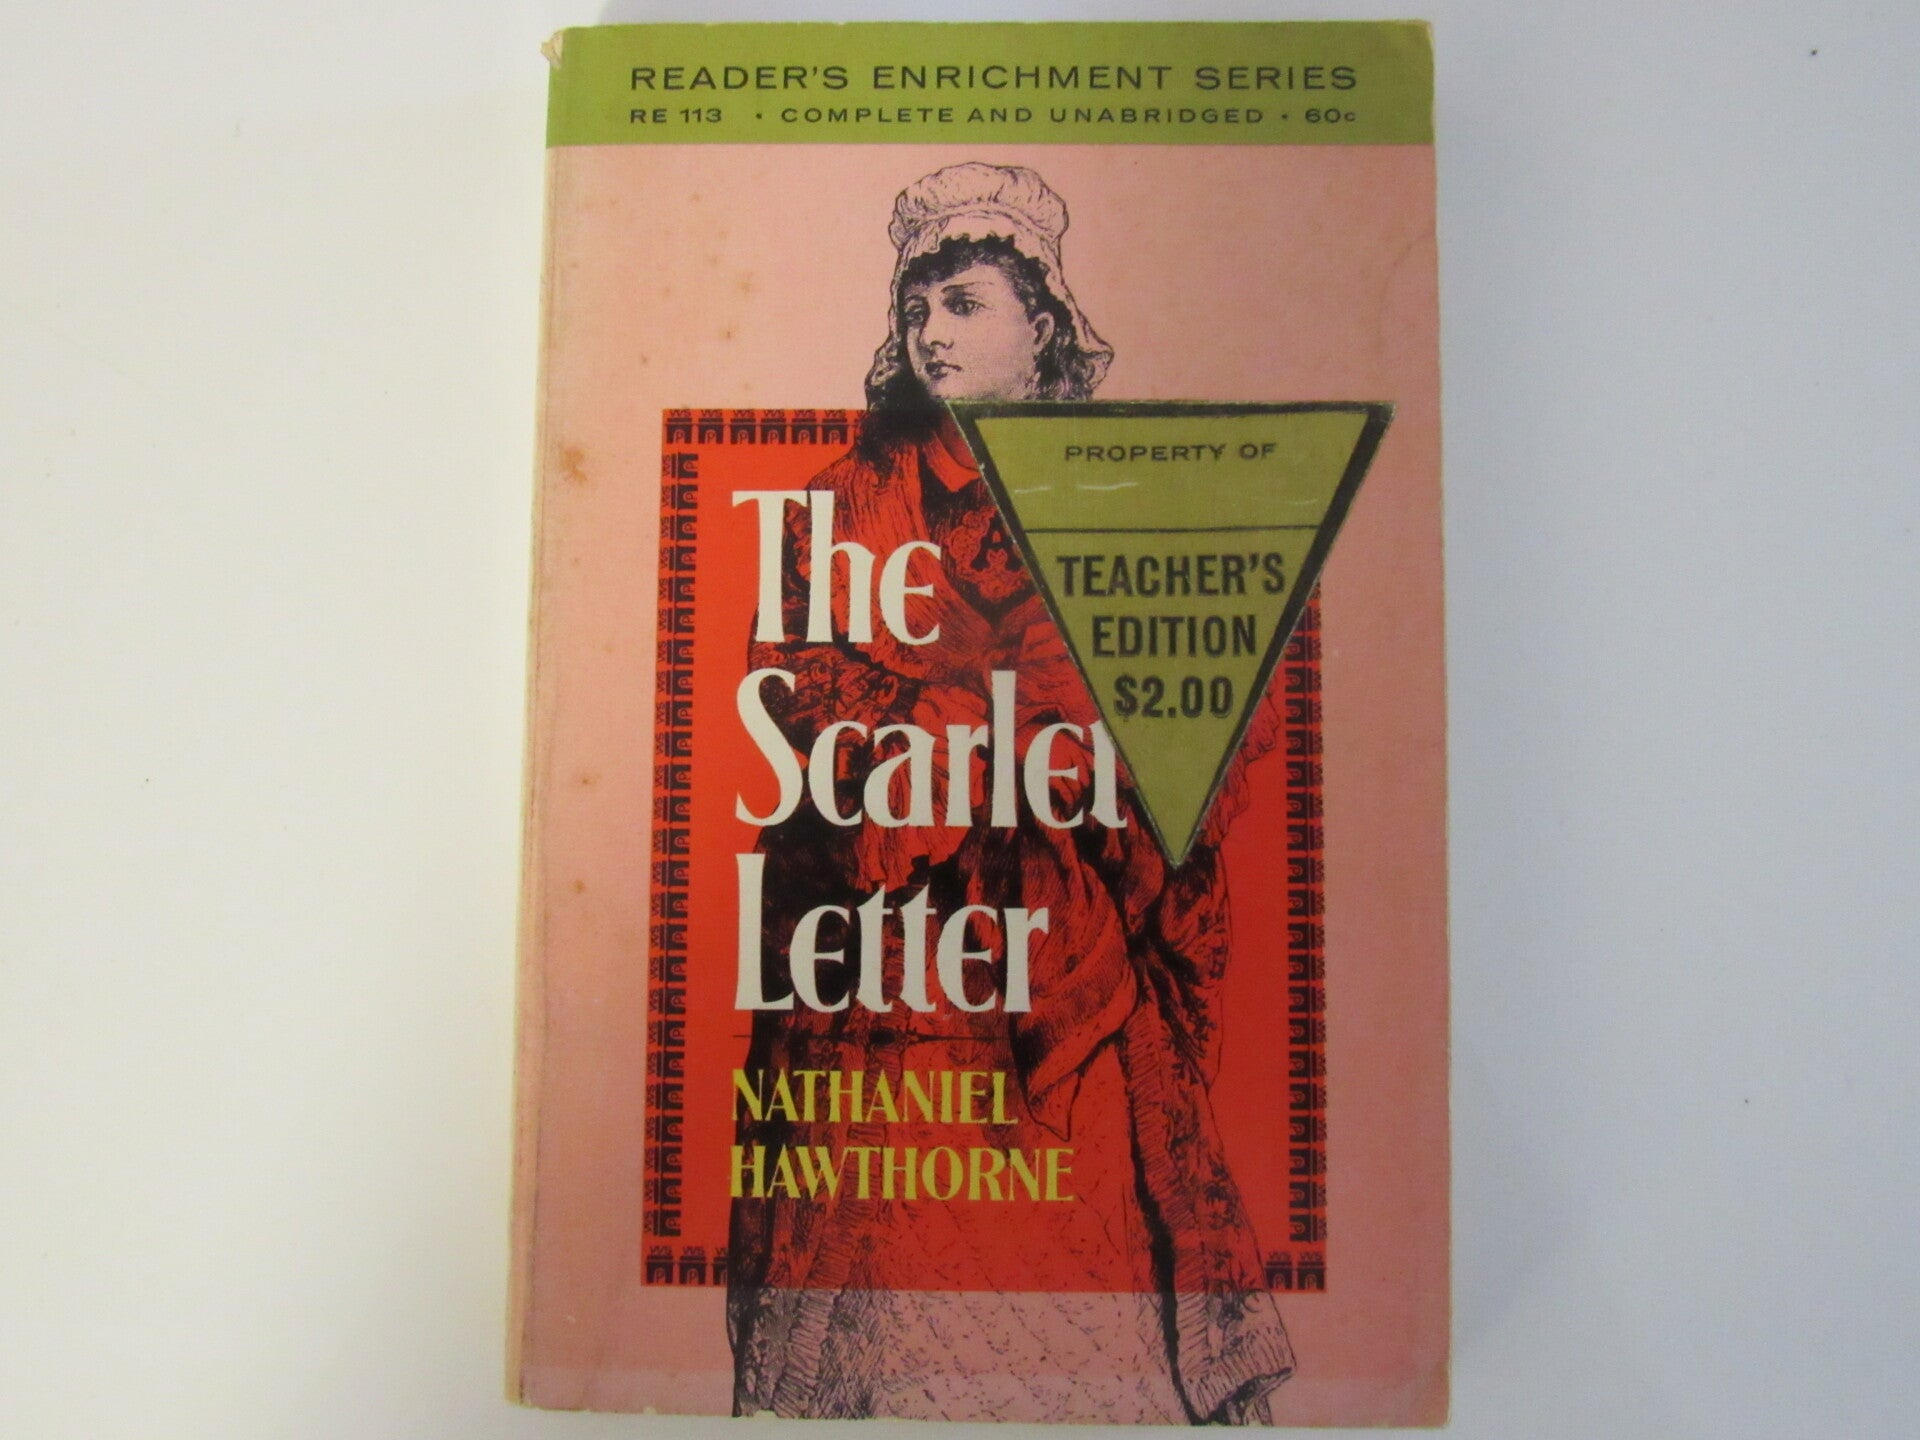 READER'S ENRICHMENT SERIES
RE 113 • COMPLETE AND UNABRIDGED • 60c
PROPERTY OF
TEACHER'S
EDITION
$2.00
A
The
Scarlet
Letter
NATHANIEL
HAWTHORNE